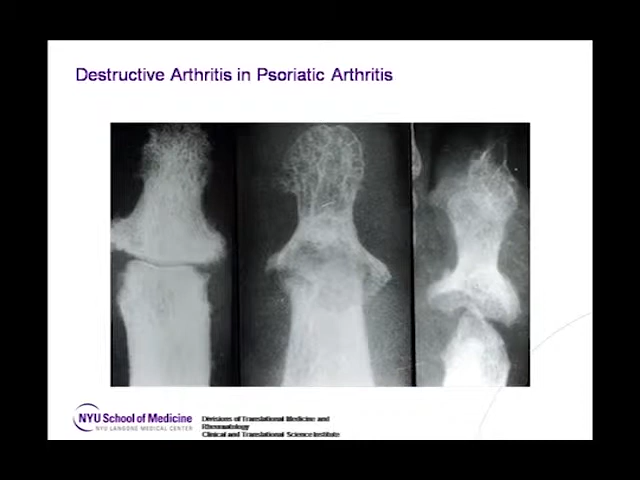 Destructive Arthritis in Psoriatic Arthritis
NYU School of Medicine
NYU LANGONE MEDICAL CENTER
Divisions of Translational Medicine and
Rheumatology
Clinical and Translational Science Institute